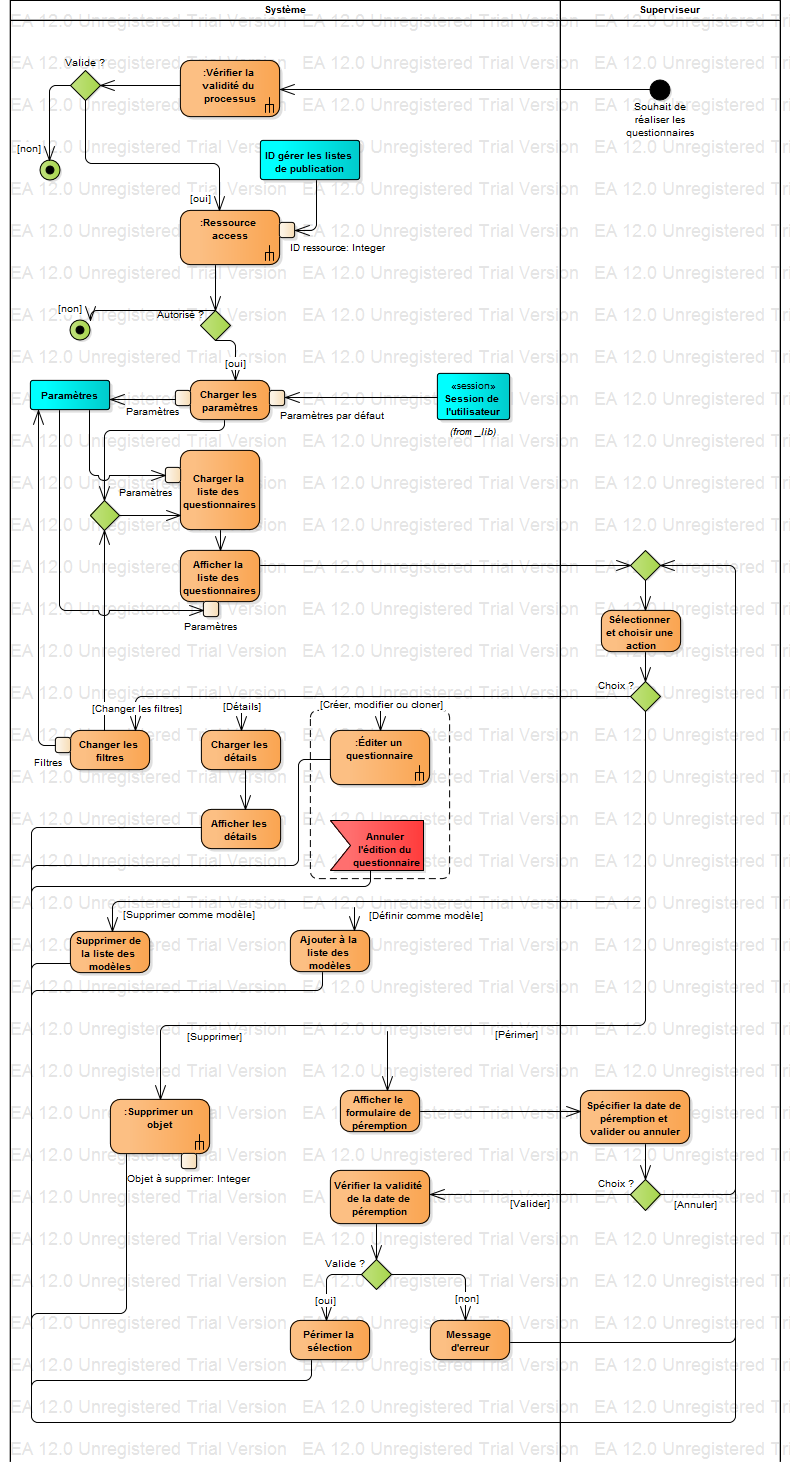 Système
Superviseur
Valide ?
:Vérifier la
validité du
processus
Souhait de
réaliser les
questionnaires
[non]
ID gérer les listes
de publication
[oui]
:Ressource
access
ID ressource: Integer
[non]
Autorisé ?
[oui]
Paramètres
Paramètres
Charger les
paramètres
Paramètres par défaut
«session»
Session de
l'utilisateur
(from _lib)
Paramètres
Charger la
liste des
questionnaires
Afficher la
liste des
questionnaires
Paramètres
Sélectionner
et choisir une
action
Choix ?
[Changer les filtres]
[Détails]
[Créer, modifier ou cloner]
Filtres
Changer les
filtres
Charger les
détails
:Éditer un
questionnaire
Afficher les
détails
Annuler
l'édition du
questionnaire
[Supprimer comme modèle]
[Définir comme modèle]
Supprimer de
la liste des
modèles
Ajouter à la
liste des
modèles
[Supprimer]
[Périmer]
:Supprimer un
objet
Objet à supprimer: Integer
Afficher le
formulaire de
péremption
Spécifier la date de
péremption et
valider ou annuler
Vérifier la validité
de la date de
péremption
Choix ?
[Valider]
[Annuler]
Valide ?
[oui]
[non]
Périmer la
sélection
Message
d'erreur
EA 12.0 Unregistered Trial Version